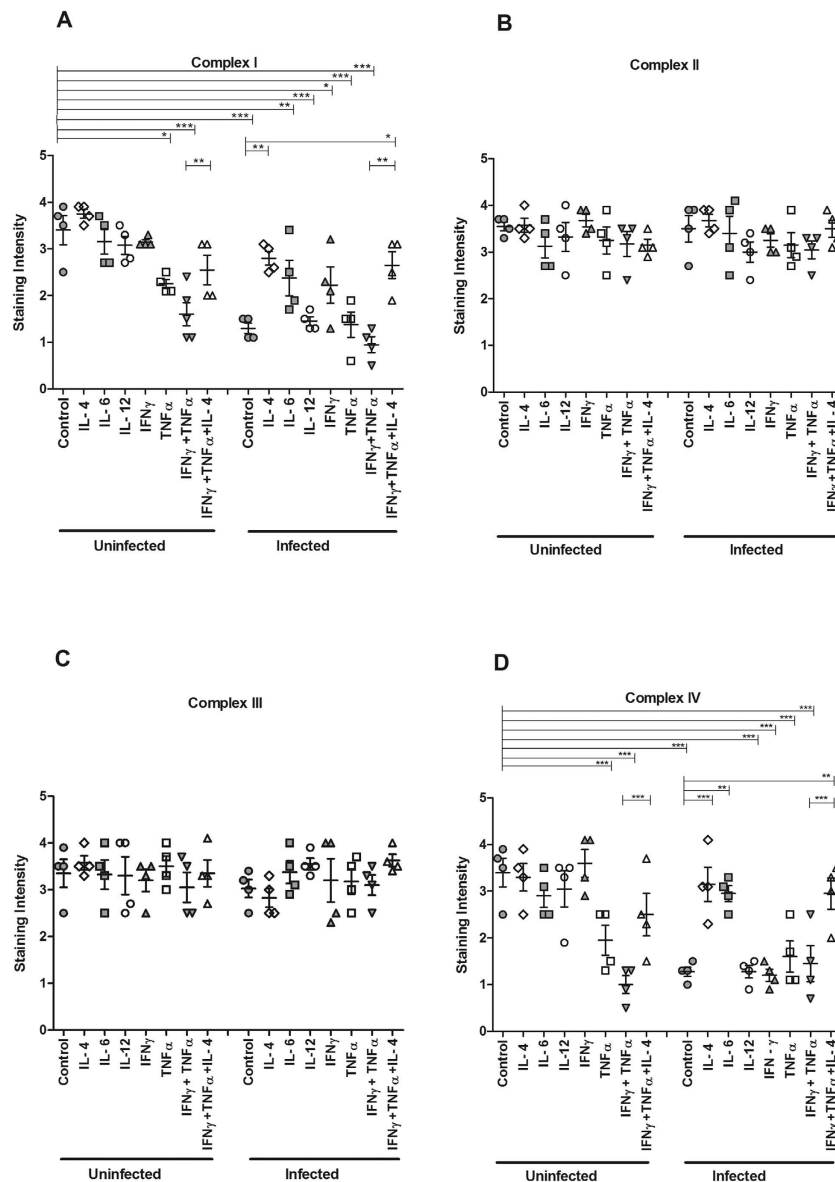 A
Complex I
***
***
*
***
**
***
***
*
*
**
**
**
Staining Intensity
5
4
3
2
1
0
Control
IL- 4
IL- 6
IL-12
IFNγ
TNFα
IFNγ +TNFα
IFNγ +TNFα +IL- 4
Control
IL- 4
IL- 6
IL- 12
IFNγ
TNFα
IFNγ+TNFα
IFNγ +TNFα +IL- 4
Uninfected
Infected
B
Complex II
Staining Intensity
5
4
3
2
1
0
Control
IL- 4
IL- 6
IL-12
IFNγ
TNFα
IFNγ + TNFα
IFNγ +TNFα +IL- 4
Control
IL- 4
IL- 6
IL- 12
IFNγ
TNFα
IFNγ + TNFα
IFNγ +TNFα +IL- 4
Uninfected
Infected
C
Complex III
Staining Intensity
5
4
3
2
1
0
Control
IL- 4
IL- 6
IL-12
IFNγ
TNFα
IFNγ + TNFα
IFNγ +TNFα +IL- 4
Control
IL- 4
IL- 6
IL- 12
IFNγ
TNFα
IFNγ + TNFα
IFNγ +TNFα +IL- 4
Uninfected
Infected
D
Complex IV
***
***
***
***
***
***
***
**
**
***
***
***
Staining Intensity
5
4
3
2
1
0
Control
IL- 4
IL- 6
IL-12
IFNγ
TNFα
IFNγ + TNFα
IFNγ +TNFα +IL- 4
Control
IL- 4
IL- 6
IL- 12
IFN - γ
TNFα
IFNγ + TNFα
IFNγ +TNFα +IL- 4
Uninfected
Infected